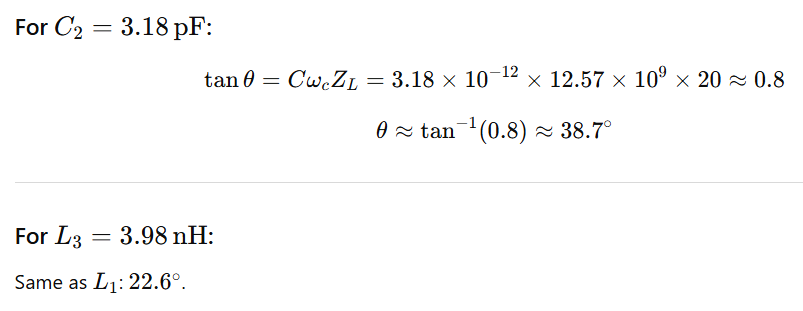 For C₂ = 3.18 pF:
tan θ = Cω_cZ_L = 3.18 × 10⁻¹² × 12.57 × 10⁹ × 20 ≈ 0.8
θ ≈ tan⁻¹(0.8) ≈ 38.7°
For L₃ = 3.98 nH:
Same as L₁: 22.6°.